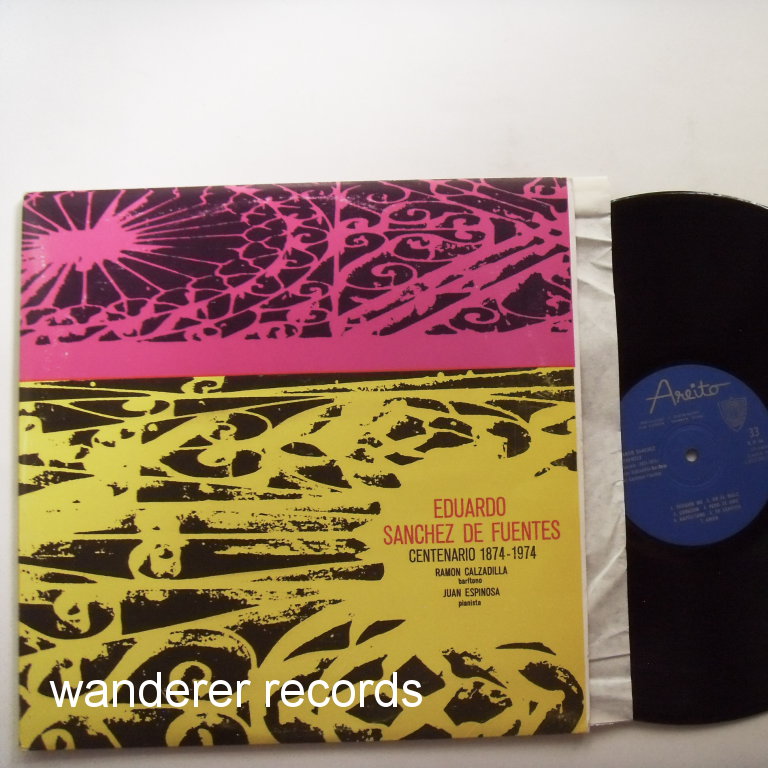 EDUARDO
SANCHEZ DE FUENTES
CENTENARIO 1874-1974
RAMON CALZADILLA
barítono
JUAN ESPINOSA
pianista
Areito
33
wanderer records